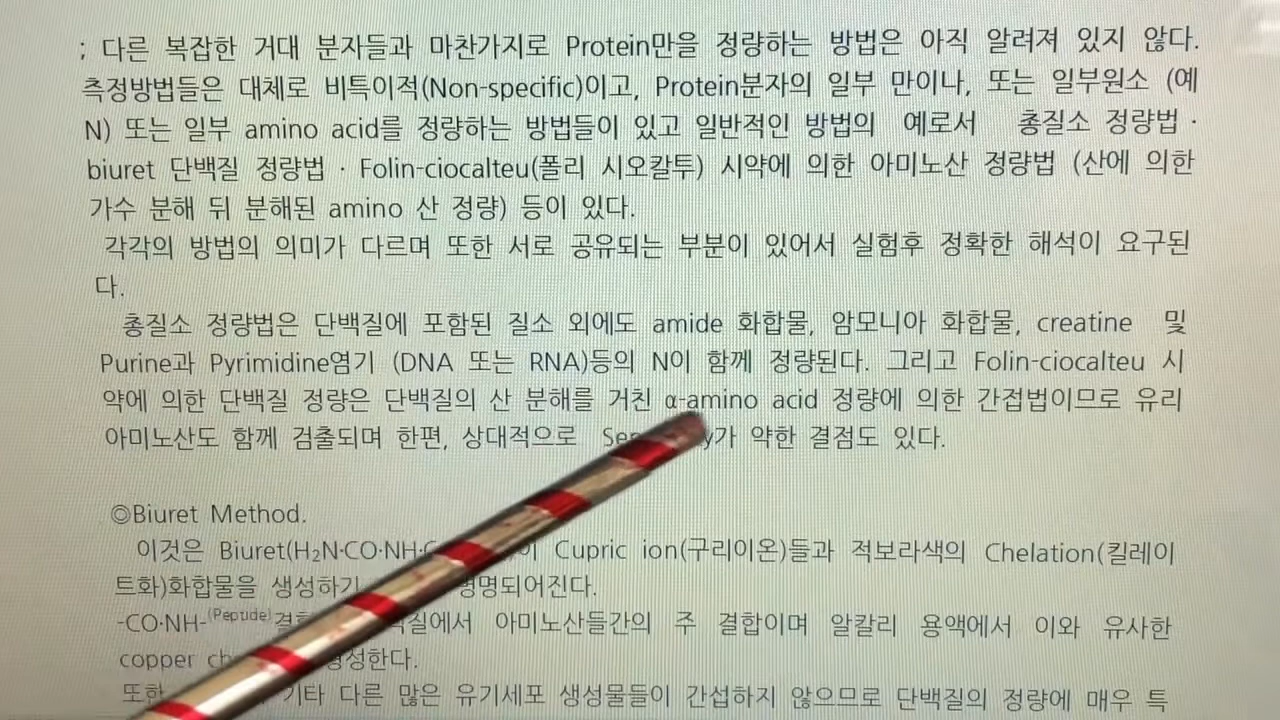 ; 다른 복잡한 거대 분자들과 마찬가지로 Protein만을 정량하는 방법은 아직 알려져 있지 않다.
측정방법들은 대체로 비특이적(Non-specific)이고, Protein분자의 일부 만이나, 또는 일부원소 (예
N) 또는 일부 amino acid를 정량하는 방법들이 있고 일반적인 방법의 예로서 총질소 정량법 ·
biuret 단백질 정량법 · Folin-ciocalteu(폴리 시오칼투) 시약에 의한 아미노산 정량법 (산에 의한
가수 분해 뒤 분해된 amino 산 정량) 등이 있다.
각각의 방법의 의미가 다르며 또한 서로 공유되는 부분이 있어서 실험후 정확한 해석이 요구된
다.
총질소 정량법은 단백질에 포함된 질소 외에도 amide 화합물, 암모니아 화합물, creatine 및
Purine과 Pyrimidine염기 (DNA 또는 RNA)등의 N이 함께 정량된다. 그리고 Folin-ciocalteu 시
약에 의한 단백질 정량은 단백질의 산 분해를 거친 α-amino acid 정량에 의한 간접법이므로 유리
아미노산도 함께 검출되며 한편, 상대적으로 약한 결점도 있다.
◎Biuret Method.
이것은 Biuret(H₂N·CO·NH· Cupric ion(구리이온)들과 적보라색의 Chelation(킬레이
트화)화합물을 생성하기 명명되어진다.
-CO·NH-(Peptide) 아미노산들간의 주 결합이며 알칼리 용액에서 이와 유사한
copper 형성한다.
또한 기타 다른 많은 유기세포 생성물들이 간섭하지 않으므로 단백질의 정량에 매우 특